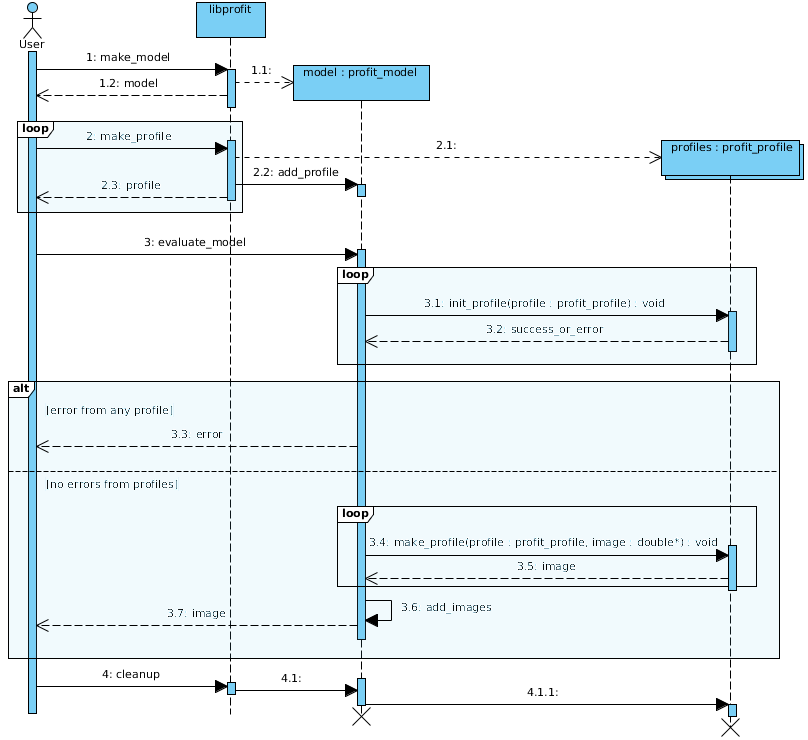 libprofit
User
1: make_model
1.1:
model : profit_model
1.2: model
loop
2. make_profile
2.1:
profiles : profit_profile
2.2: add_profile
2.3. profile
3: evaluate_model
loop
3.1. init_profile(profile . profit_profile) . void
3.2. success_or_error
alt
[error from any profile]
3.3. error
[no errors from profiles]
loop
3.4. make_profile(profile . profit_profile, image . double*) . void
3.5. image
3.6. add_images
3.7. image
4: cleanup
4.1:
4.1.1: